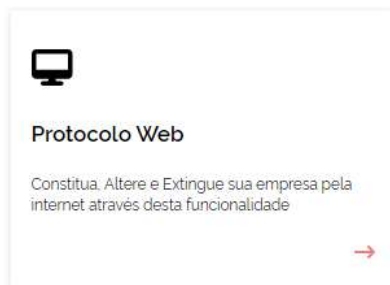 Protocolo Web
Constitua, Altere e Extingue sua empresa pela
internet através desta funcionalidade